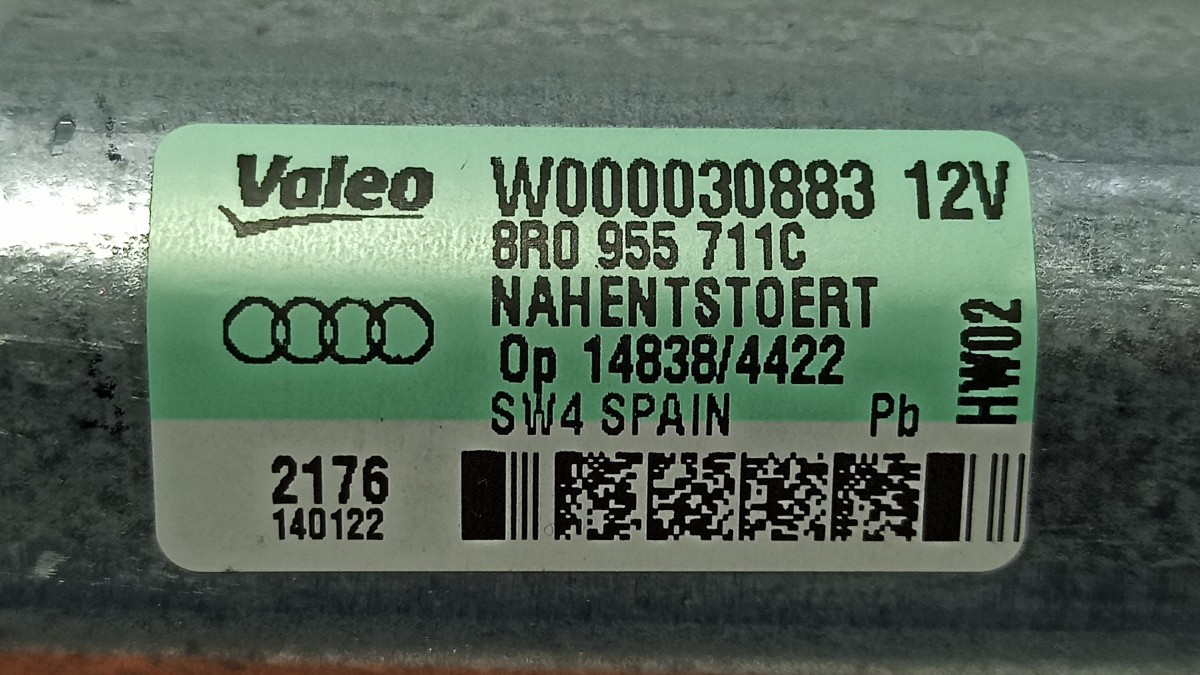 Valeo
W000030883 12V
8R0 955 711C
NAHENTSTOERT
Op 14838/4422
SW4 SPAIN Pb
HW02
2176
140122